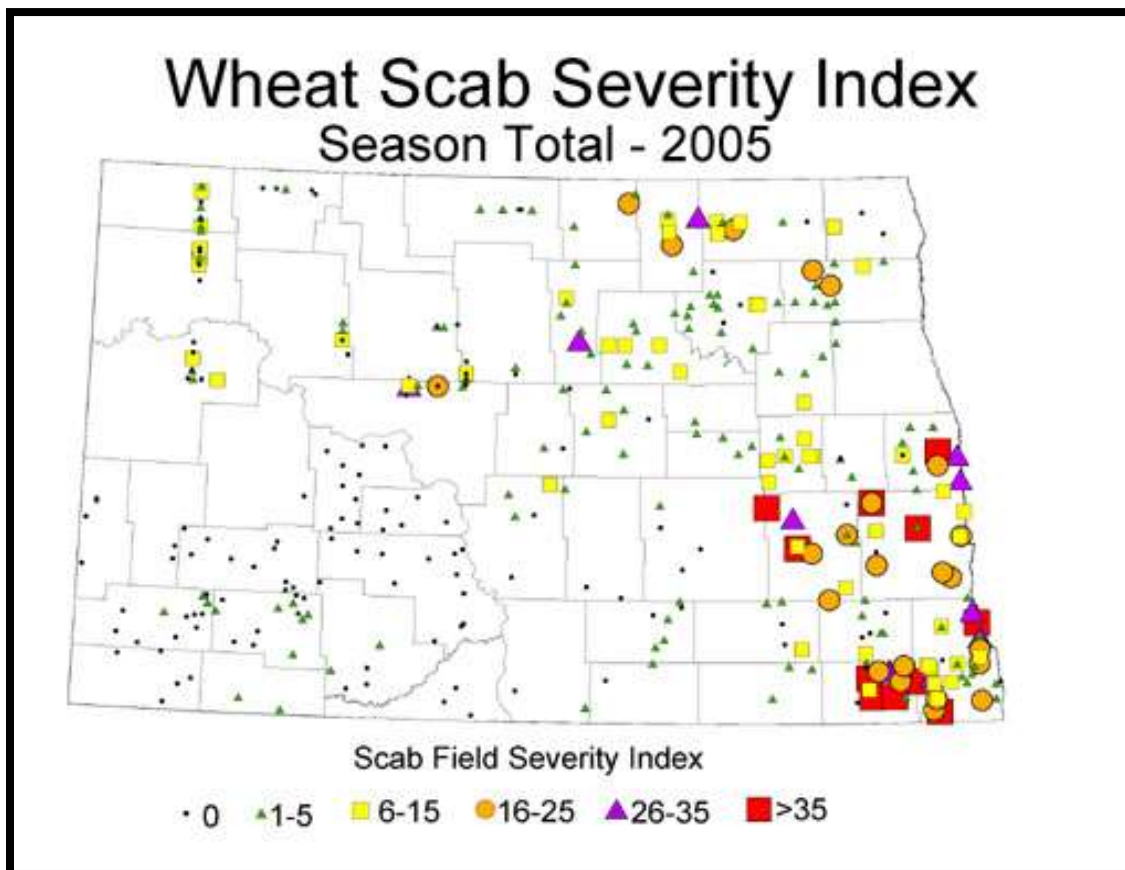 Wheat Scab Severity Index
Season Total - 2005
Scab Field Severity Index
0 1-5 6-15 16-25 26-35 >35